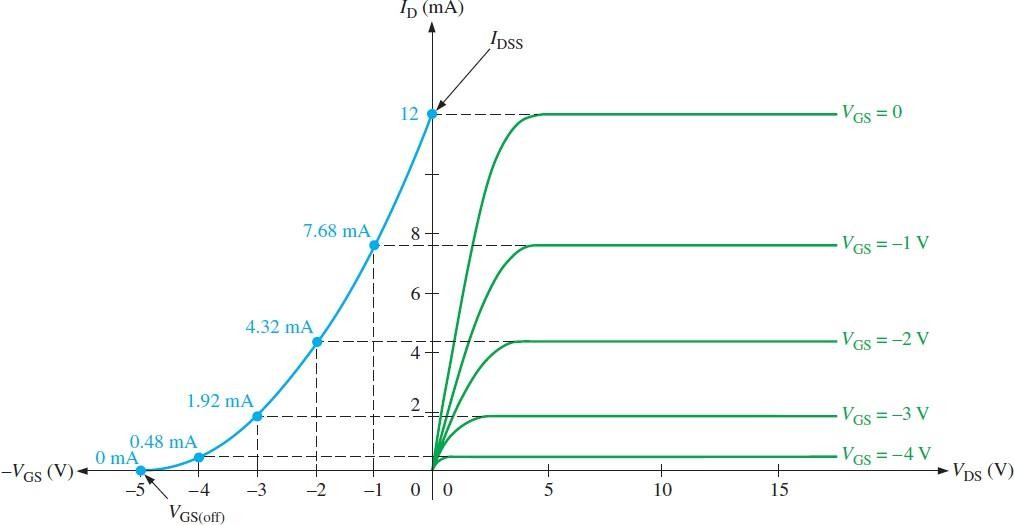 I_D (mA)
I_DSS
12
V_GS = 0
7.68 mA
8
V_GS = –1 V
6
4.32 mA
V_GS = –2 V
4
1.92 mA
2
V_GS = –3 V
0.48 mA
0 mA
V_GS = –4 V
–V_GS (V)
V_DS (V)
–5 –4 –3 –2 –1 0 0 5 10 15
V_GS(off)